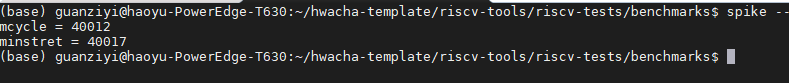 (base) guanziyi@haoyu-PowerEdge-T630:~/hwacha-template/riscv-tools/riscv-tests/benchmarks$ spike --
mcycle = 40012
minstret = 40017
(base) guanziyi@haoyu-PowerEdge-T630:~/hwacha-template/riscv-tools/riscv-tests/benchmarks$